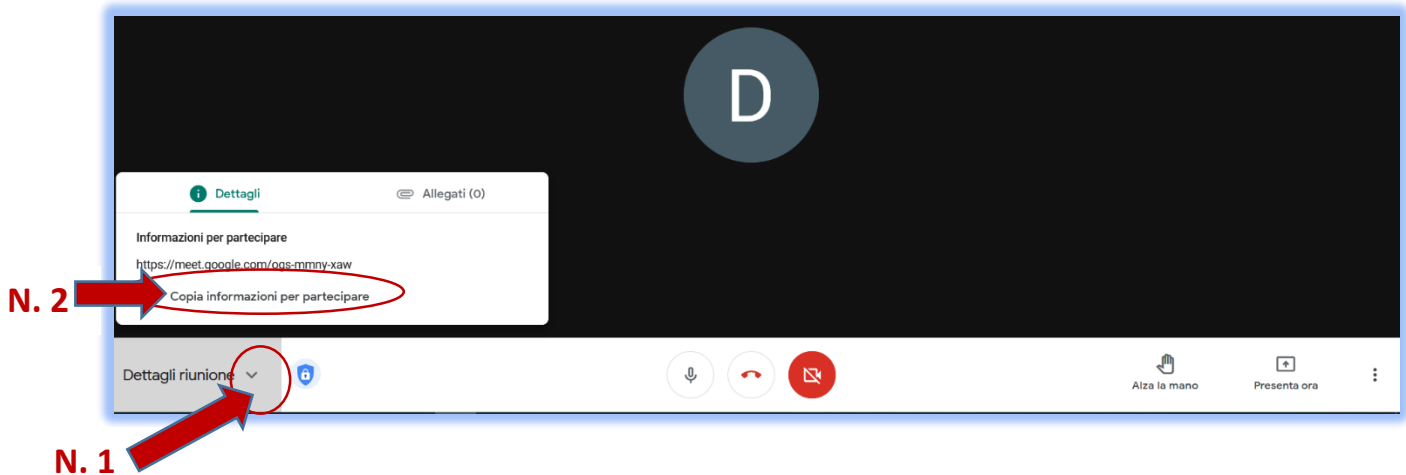 D
Dettagli
Allegati (0)
Informazioni per partecipare
https://meet.google.com/ogs-mmny-xaw
N. 2
Copia informazioni per partecipare
Dettagli riunione
Alza la mano
Presenta ora
N. 1